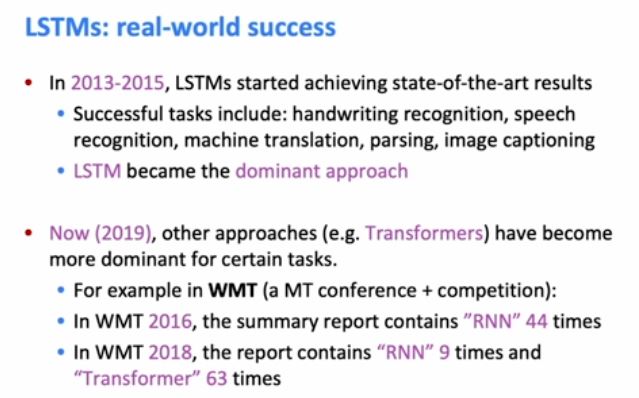 LSTMs: real-world success
• In 2013-2015, LSTMs started achieving state-of-the-art results
• Successful tasks include: handwriting recognition, speech
recognition, machine translation, parsing, image captioning
• LSTM became the dominant approach
• Now (2019), other approaches (e.g. Transformers) have become
more dominant for certain tasks.
• For example in WMT (a MT conference + competition):
• In WMT 2016, the summary report contains ”RNN” 44 times
• In WMT 2018, the report contains “RNN” 9 times and
“Transformer” 63 times